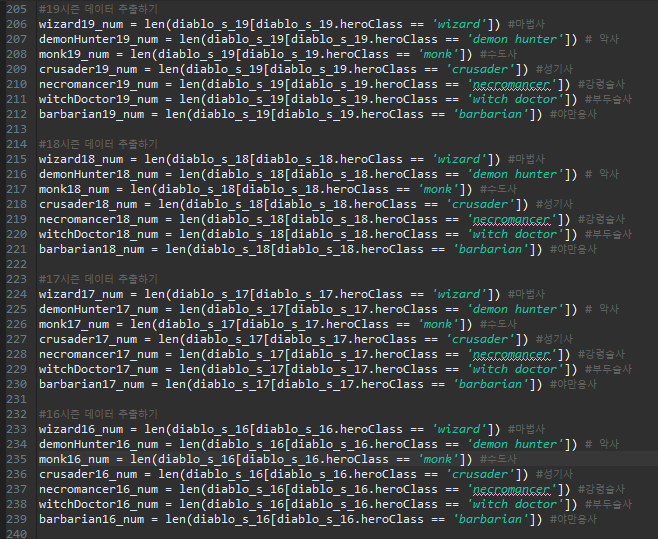 205 #19시즌 데이터 추출하기
206 wizard19_num = len(diablo_s_19[diablo_s_19.heroClass == 'wizard']) #마법사
207 demonHunter19_num = len(diablo_s_19[diablo_s_19.heroClass == 'demon hunter']) # 악사
208 monk19_num = len(diablo_s_19[diablo_s_19.heroClass == 'monk']) #수도사
209 crusader19_num = len(diablo_s_19[diablo_s_19.heroClass == 'crusader']) #성기사
210 necromancer19_num = len(diablo_s_19[diablo_s_19.heroClass == 'necromancer']) #강령술사
211 witchDoctor19_num = len(diablo_s_19[diablo_s_19.heroClass == 'witch doctor']) #부두술사
212 barbarian19_num = len(diablo_s_19[diablo_s_19.heroClass == 'barbarian']) #야만용사
213
214 #18시즌 데이터 추출하기
215 wizard18_num = len(diablo_s_18[diablo_s_18.heroClass == 'wizard']) #마법사
216 demonHunter18_num = len(diablo_s_18[diablo_s_18.heroClass == 'demon hunter']) # 악사
217 monk18_num = len(diablo_s_18[diablo_s_18.heroClass == 'monk']) #수도사
218 crusader18_num = len(diablo_s_18[diablo_s_18.heroClass == 'crusader']) #성기사
219 necromancer18_num = len(diablo_s_18[diablo_s_18.heroClass == 'necromancer']) #강령술사
220 witchDoctor18_num = len(diablo_s_18[diablo_s_18.heroClass == 'witch doctor']) #부두술사
221 barbarian18_num = len(diablo_s_18[diablo_s_18.heroClass == 'barbarian']) #야만용사
222
223 #17시즌 데이터 추출하기
224 wizard17_num = len(diablo_s_17[diablo_s_17.heroClass == 'wizard']) #마법사
225 demonHunter17_num = len(diablo_s_17[diablo_s_17.heroClass == 'demon hunter']) # 악사
226 monk17_num = len(diablo_s_17[diablo_s_17.heroClass == 'monk']) #수도사
227 crusader17_num = len(diablo_s_17[diablo_s_17.heroClass == 'crusader']) #성기사
228 necromancer17_num = len(diablo_s_17[diablo_s_17.heroClass == 'necromancer']) #강령술사
229 witchDoctor17_num = len(diablo_s_17[diablo_s_17.heroClass == 'witch doctor']) #부두술사
230 barbarian17_num = len(diablo_s_17[diablo_s_17.heroClass == 'barbarian']) #야만용사
231
232 #16시즌 데이터 추출하기
233 wizard16_num = len(diablo_s_16[diablo_s_16.heroClass == 'wizard']) #마법사
234 demonHunter16_num = len(diablo_s_16[diablo_s_16.heroClass == 'demon hunter']) # 악사
235 monk16_num = len(diablo_s_16[diablo_s_16.heroClass == 'monk']) #수도사
236 crusader16_num = len(diablo_s_16[diablo_s_16.heroClass == 'crusader']) #성기사
237 necromancer16_num = len(diablo_s_16[diablo_s_16.heroClass == 'necromancer']) #강령술사
238 witchDoctor16_num = len(diablo_s_16[diablo_s_16.heroClass == 'witch doctor']) #부두술사
239 barbarian16_num = len(diablo_s_16[diablo_s_16.heroClass == 'barbarian']) #야만용사
240